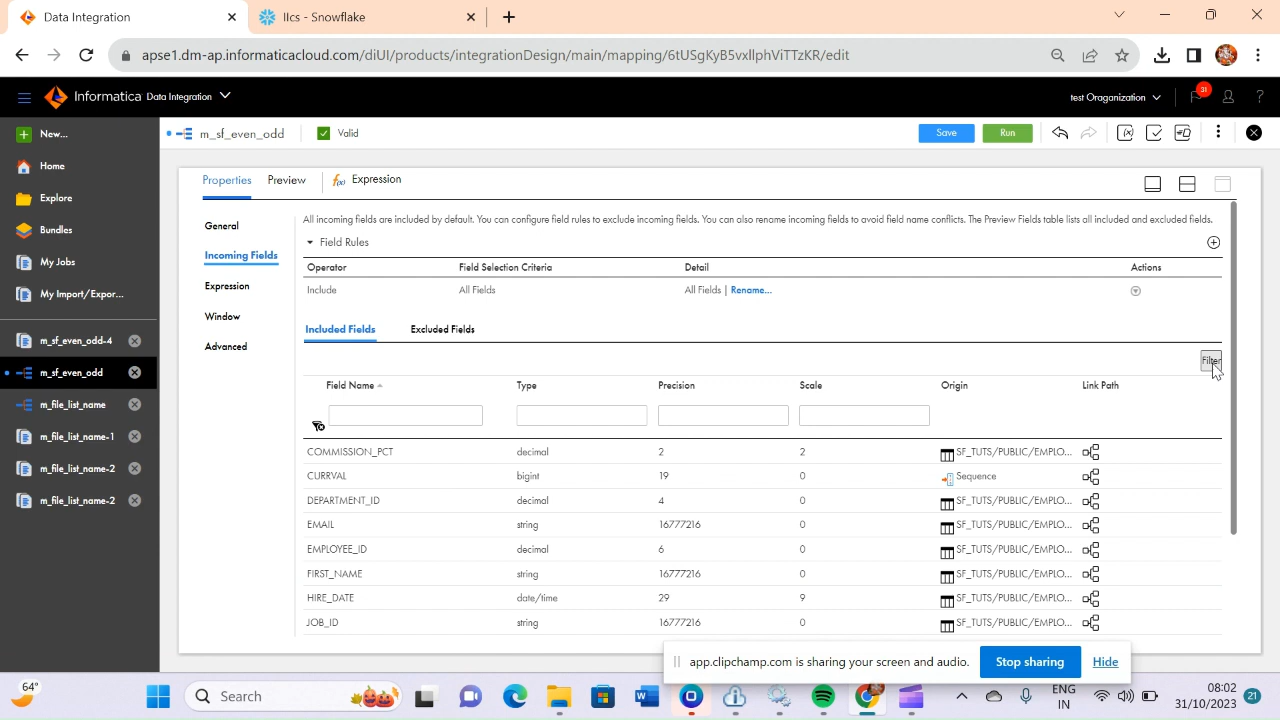 Data Integration
IIcs - Snowflake
apse1.dm-ap.informaticacloud.com/diUI/products/integrationDesign/main/mapping/6tUSgKyB5vxIlphViTTzKR/edit
Informatica Data Integration
test Oraganization
31
New...
m_sf_even_odd
Valid
Save
Run
Home
Explore
Bundles
My Jobs
My Import/Expor...
m_sf_even_odd-4
m_sf_even_odd
m_file_list_name
m_file_list_name-1
m_file_list_name-2
m_file_list_name-2
Properties Preview Expression
General
Incoming Fields
Expression
Window
Advanced
All incoming fields are included by default. You can configure field rules to exclude incoming fields. You can also rename incoming fields to avoid field name conflicts. The Preview Fields table lists all included and excluded fields.
Field Rules
Operator Field Selection Criteria Detail Actions
Include All Fields All Fields | Rename...
Included Fields Excluded Fields
Filter
Field Name Type Precision Scale Origin Link Path
COMMISSION_PCT decimal 2 2 SF_TUTS/PUBLIC/EMPLO...
CURRVAL bigint 19 0 Sequence
DEPARTMENT_ID decimal 4 0 SF_TUTS/PUBLIC/EMPLO...
EMAIL string 16777216 0 SF_TUTS/PUBLIC/EMPLO...
EMPLOYEE_ID decimal 6 0 SF_TUTS/PUBLIC/EMPLO...
FIRST_NAME string 16777216 0 SF_TUTS/PUBLIC/EMPLO...
HIRE_DATE date/time 29 9 SF_TUTS/PUBLIC/EMPLO...
JOB_ID string 16777216 0 SF_TUTS/PUBLIC/EMPLO...
app.clipchamp.com is sharing your screen and audio. Stop sharing Hide
64°
Search
ENG
IN
08:02
31/10/2023
21